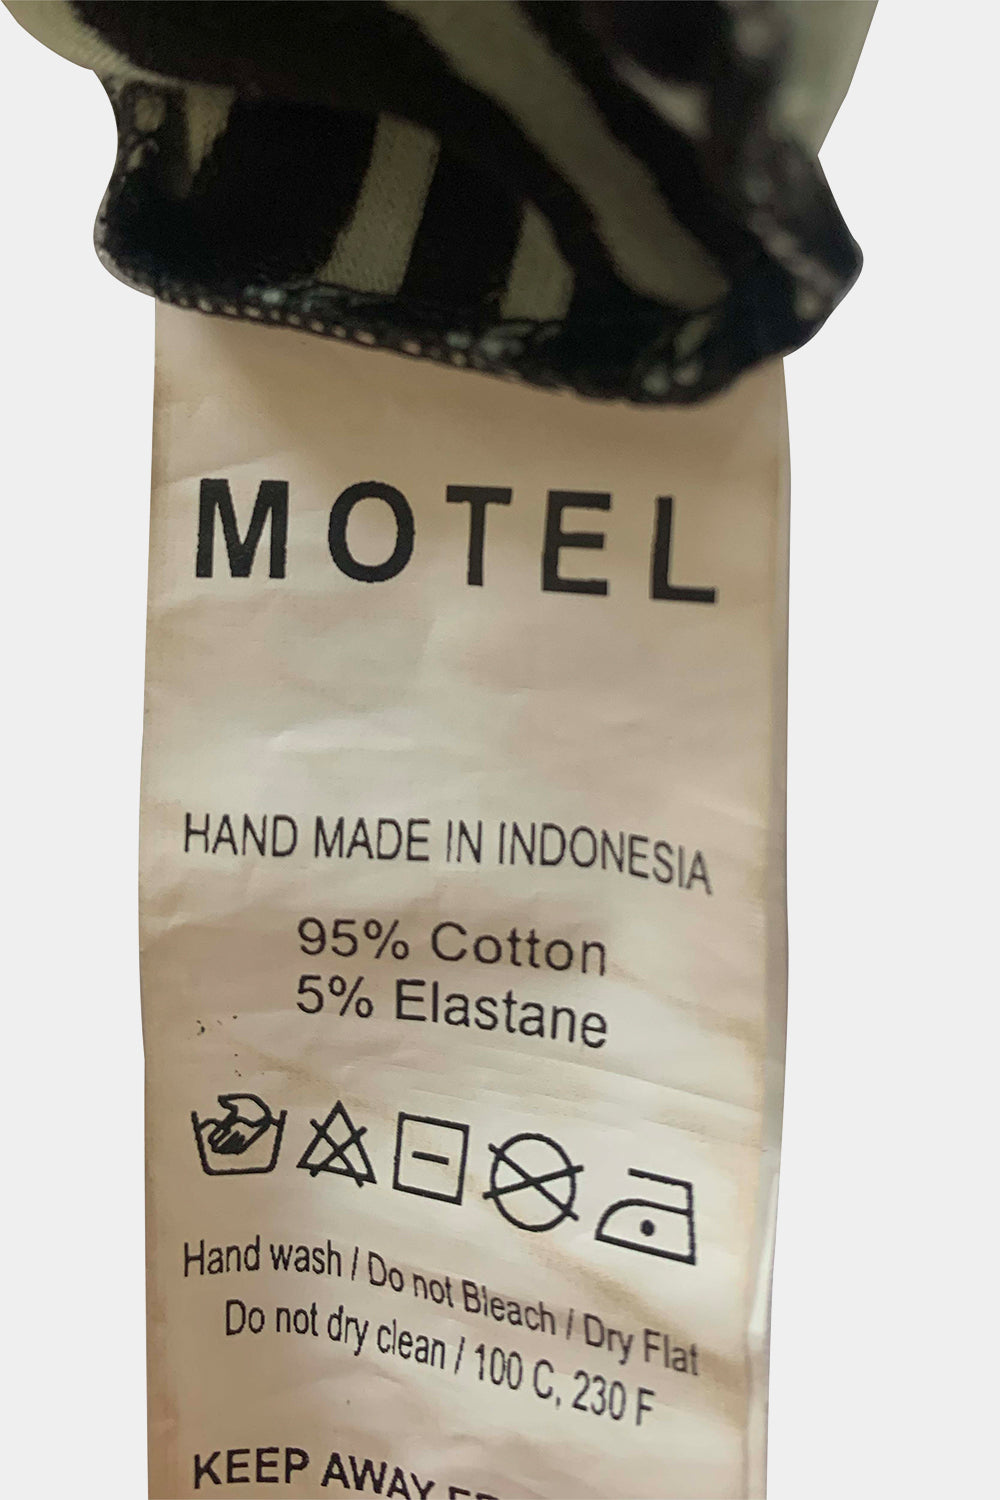 MOTEL
HAND MADE IN INDONESIA
95% Cotton
5% Elastane
Hand wash / Do not Bleach / Dry Flat
Do not dry clean / 100 C, 230 F
KEEP AWAY